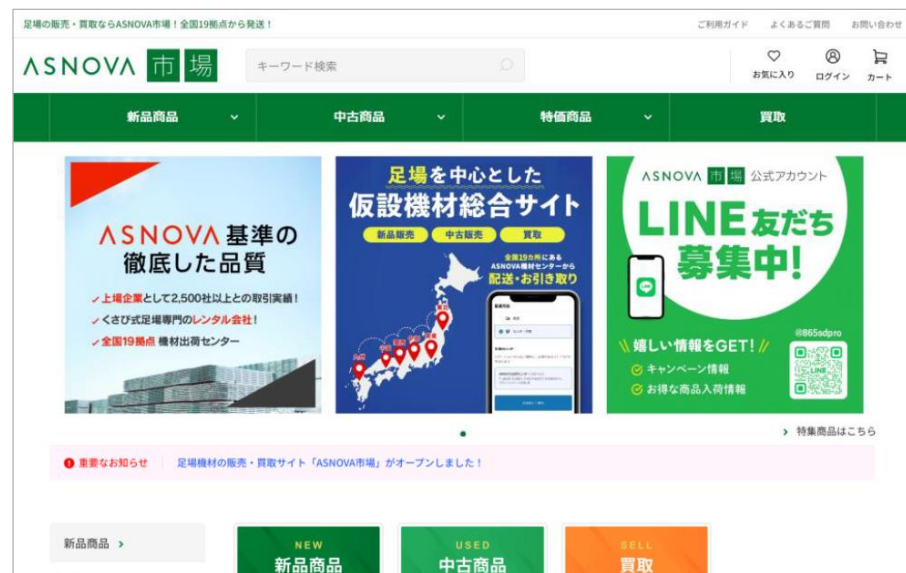 足場の販売・買取ならASNOVA市場！全国19拠点から発送！
ご利用ガイド
よくあるご質問
お問い合わせ
ASNOVA 市場
キーワード検索
お気に入り
ログイン
カート
新品商品
中古商品
特価商品
買取
ASNOVA 基準の
徹底した品質
上場企業として2,500社以上との取引実績！
くさび式足場専門のレンタル会社！
全国19拠点 機材出荷センター
足場を中心とした
仮設機材総合サイト
新品販売
中古販売
買取
全国19カ所にある
ASNOVA機材センターから
配送・お引き取り
九州
ASNOVA 市場 公式アカウント
LINE友だち
募集中！
嬉しい情報をGET！
キャンペーン情報
お得な商品入荷情報
@865sdpro
LINE
特集商品はこちら
重要なお知らせ
足場機材の販売・買取サイト「ASNOVA市場」がオープンしました！
新品商品
NEW
新品商品
USED
中古商品
SELL
買取